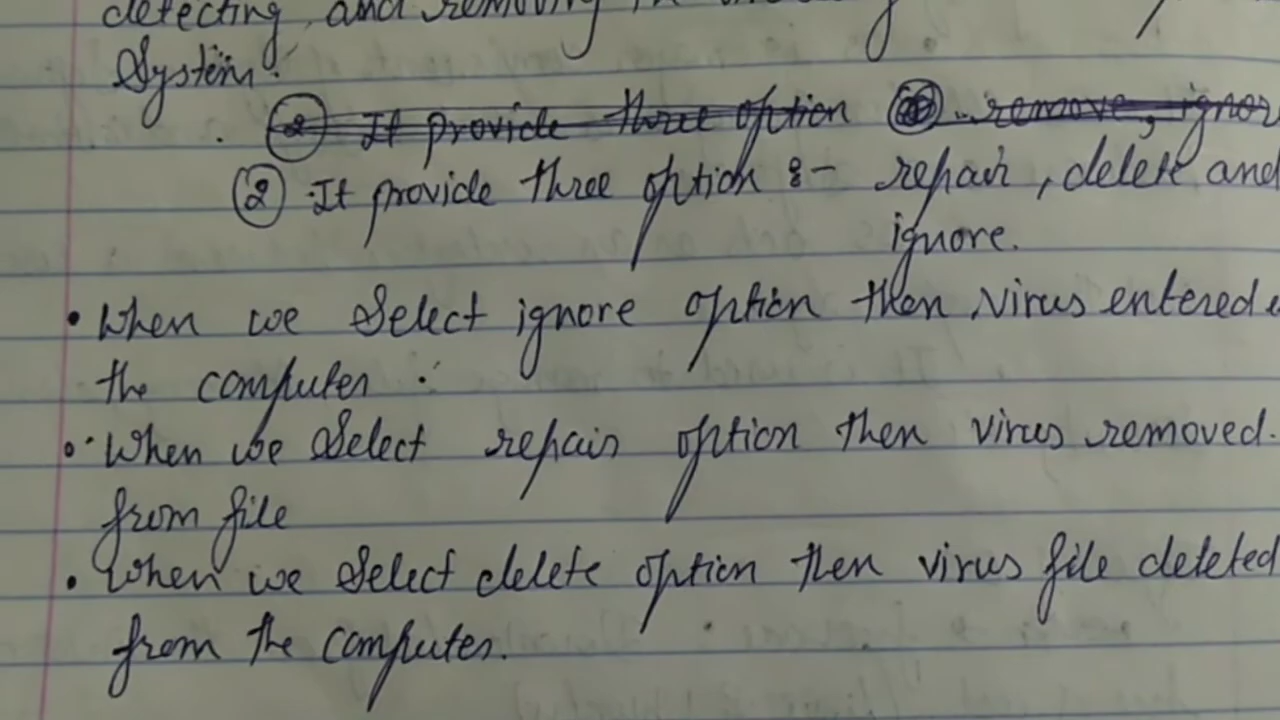 detecting and removing
System.
② It provide three option remove, ignor
② It provide three option :- repair, delete and
ignore.
• When we Select ignore option then virus entered
the computer.
• When we Select repair option then virus removed.
from file
• When we Select delete option then virus file deleted
from the computer.